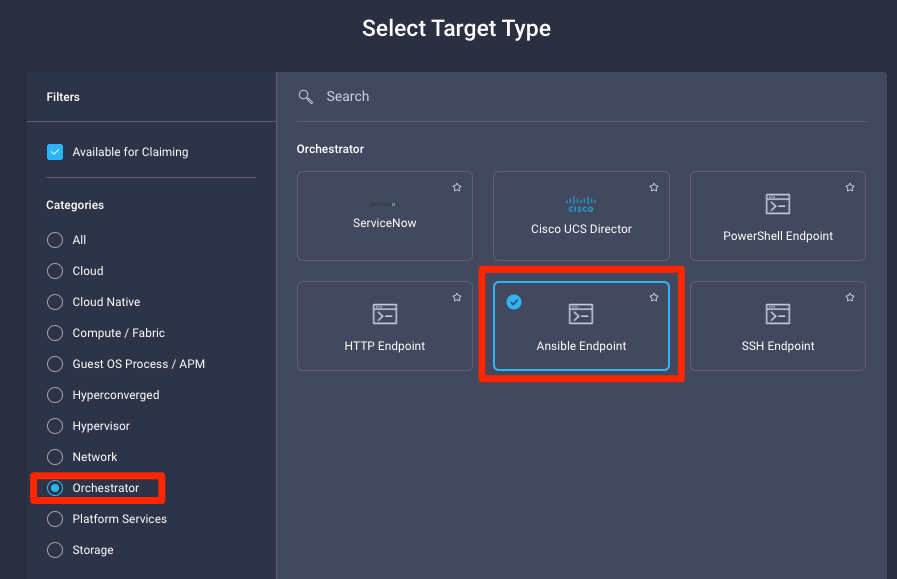 Select Target Type
Filters
Available for Claiming
Categories
All
Cloud
Cloud Native
Compute / Fabric
Guest OS Process / APM
Hyperconverged
Hypervisor
Network
Orchestrator
Platform Services
Storage
Search
Orchestrator
ServiceNow
CISCO
Cisco UCS Director
PowerShell Endpoint
HTTP Endpoint
Ansible Endpoint
SSH Endpoint